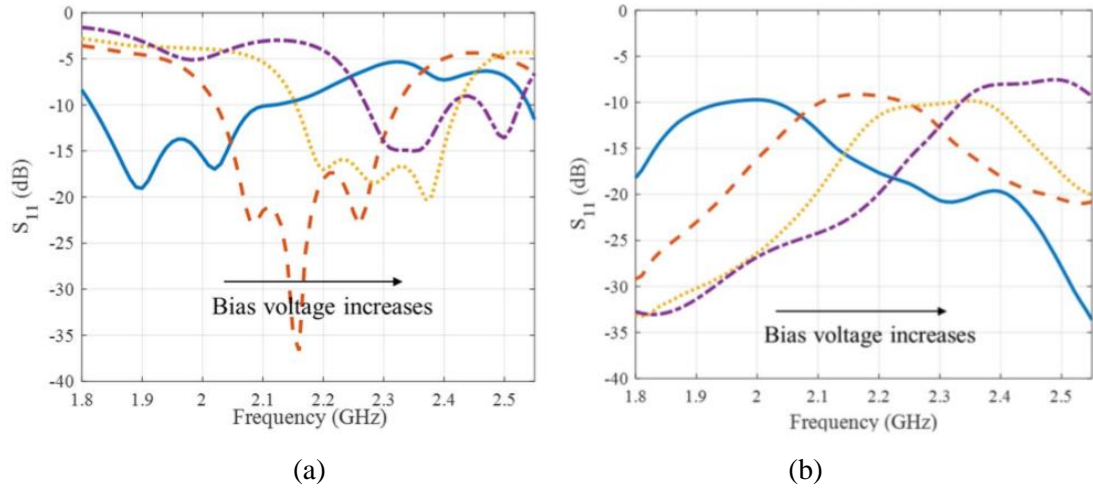 0
-5
-10
-15
-20
-25
-30
-35
-40
S11 (dB)
Bias voltage increases
1.8 1.9 2 2.1 2.2 2.3 2.4 2.5
Frequency (GHz)
(a)
0
-5
-10
-15
-20
-25
-30
-35
-40
S11 (dB)
Bias voltage increases
1.8 1.9 2 2.1 2.2 2.3 2.4 2.5
Frequency (GHz)
(b)